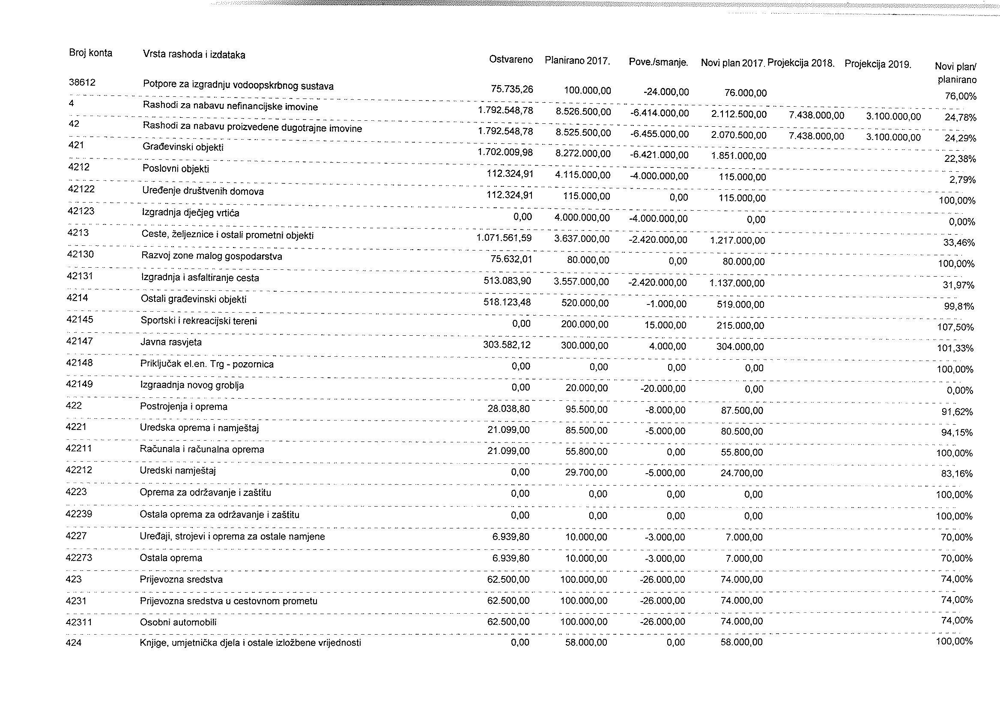 Broj konta Vrsta rashoda i izdataka Ostvareno Planirano 2017. Pove./smanje. Novi plan 2017. Projekcija 2018. Projekcija 2019. Novi plan/
planirano
38612 Potpore za izgradnju vodoopskrbnog sustava 75.735,26 100.000,00 -24.000,00 76.000,00 76,00%
4 Rashodi za nabavu nefinancijske imovine 1.792.548,78 8.526.500,00 -6.414.000,00 2.112.500,00 7.438.000,00 3.100.000,00 24,78%
42 Rashodi za nabavu proizvedene dugotrajne imovine 1.792.548,78 8.525.500,00 -6.455.000,00 2.070.500,00 7.438.000,00 3.100.000,00 24,29%
421 Građevinski objekti 1.702.009,98 8.272.000,00 -6.421.000,00 1.851.000,00 22,38%
4212 Poslovni objekti 112.324,91 4.115.000,00 -4.000.000,00 115.000,00 2,79%
42122 Uređenje društvenih domova 112.324,91 115.000,00 0,00 115.000,00 100,00%
42123 Izgradnja dječjeg vrtića 0,00 4.000.000,00 -4.000.000,00 0,00 0,00%
4213 Ceste, željeznice i ostali prometni objekti 1.071.561,59 3.637.000,00 -2.420.000,00 1.217.000,00 33,46%
42130 Razvoj zone malog gospodarstva 75.632,01 80.000,00 0,00 80.000,00 100,00%
42131 Izgradnja i asfaltiranje cesta 513.083,90 3.557.000,00 -2.420.000,00 1.137.000,00 31,97%
4214 Ostali građevinski objekti 518.123,48 520.000,00 -1.000,00 519.000,00 99,81%
42145 Sportski i rekreacijski tereni 0,00 200.000,00 15.000,00 215.000,00 107,50%
42147 Javna rasvjeta 303.582,12 300.000,00 4.000,00 304.000,00 101,33%
42148 Priključak el.en. Trg - pozornica 0,00 0,00 0,00 0,00 100,00%
42149 Izgraadnja novog groblja 0,00 20.000,00 -20.000,00 0,00 0,00%
422 Postrojenja i oprema 28.038,80 95.500,00 -8.000,00 87.500,00 91,62%
4221 Uredska oprema i namještaj 21.099,00 85.500,00 -5.000,00 80.500,00 94,15%
42211 Računala i računalna oprema 21.099,00 55.800,00 0,00 55.800,00 100,00%
42212 Uredski namještaj 0,00 29.700,00 -5.000,00 24.700,00 83,16%
4223 Oprema za održavanje i zaštitu 0,00 0,00 0,00 0,00 100,00%
42239 Ostala oprema za održavanje i zaštitu 0,00 0,00 0,00 0,00 100,00%
4227 Uređaji, strojevi i oprema za ostale namjene 6.939,80 10.000,00 -3.000,00 7.000,00 70,00%
42273 Ostala oprema 6.939,80 10.000,00 -3.000,00 7.000,00 70,00%
423 Prijevozna sredstva 62.500,00 100.000,00 -26.000,00 74.000,00 74,00%
4231 Prijevozna sredstva u cestovnom prometu 62.500,00 100.000,00 -26.000,00 74.000,00 74,00%
42311 Osobni automobili 62.500,00 100.000,00 -26.000,00 74.000,00 74,00%
424 Knjige, umjetnička djela i ostale izložbene vrijednosti 0,00 58.000,00 0,00 58.000,00 100,00%